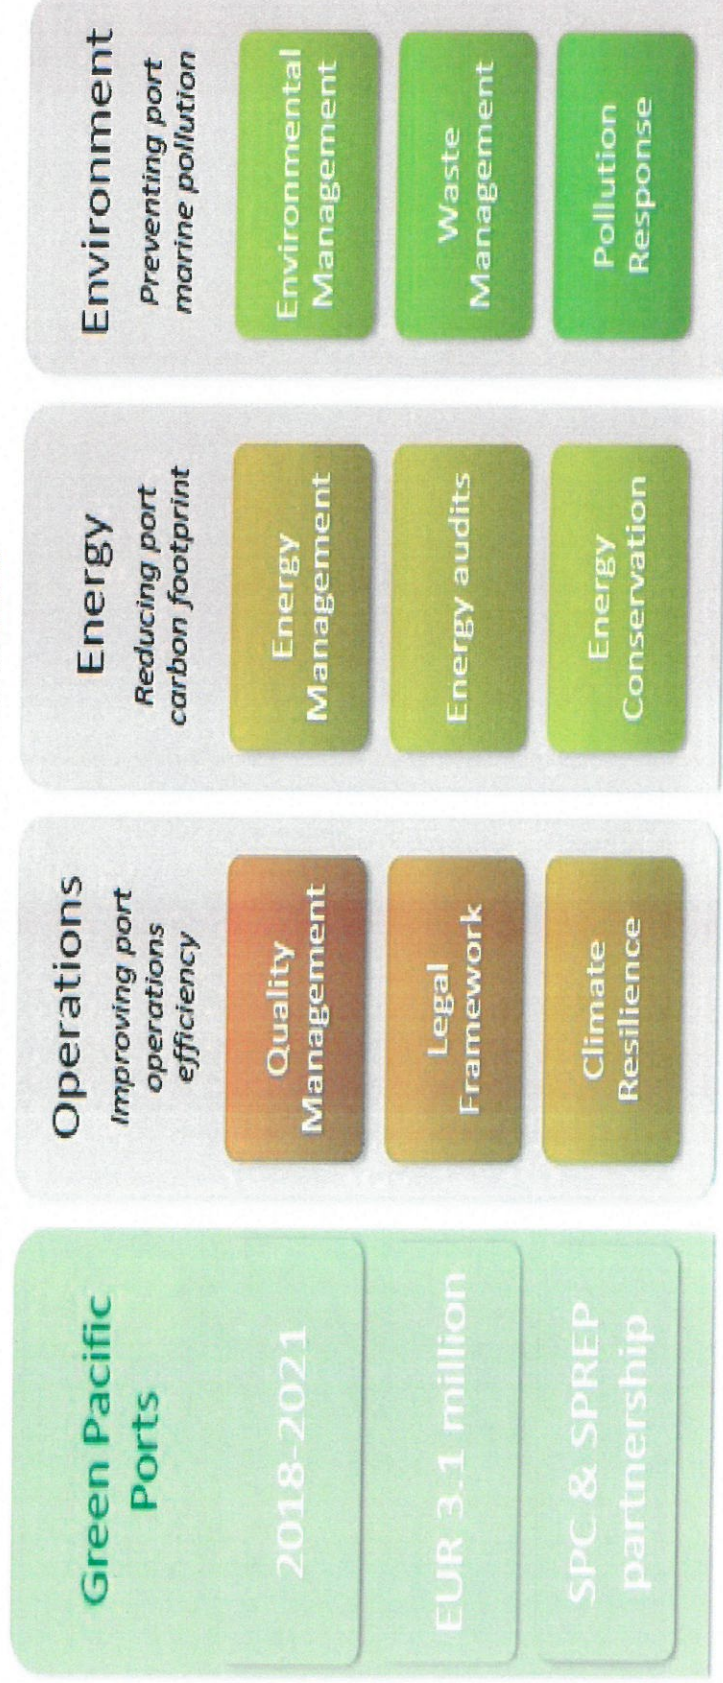 Green Pacific
Ports
2018-2021
EUR 3.1 million
SPC & SPREP
partnership
Operations
Improving port
operations
efficiency
Quality
Management
Legal
Framework
Climate
Resilience
Energy
Reducing port
carbon footprint
Energy
Management
Energy audits
Energy
Conservation
Environment
Preventing port
marine pollution
Environmental
Management
Waste
Management
Pollution
Response